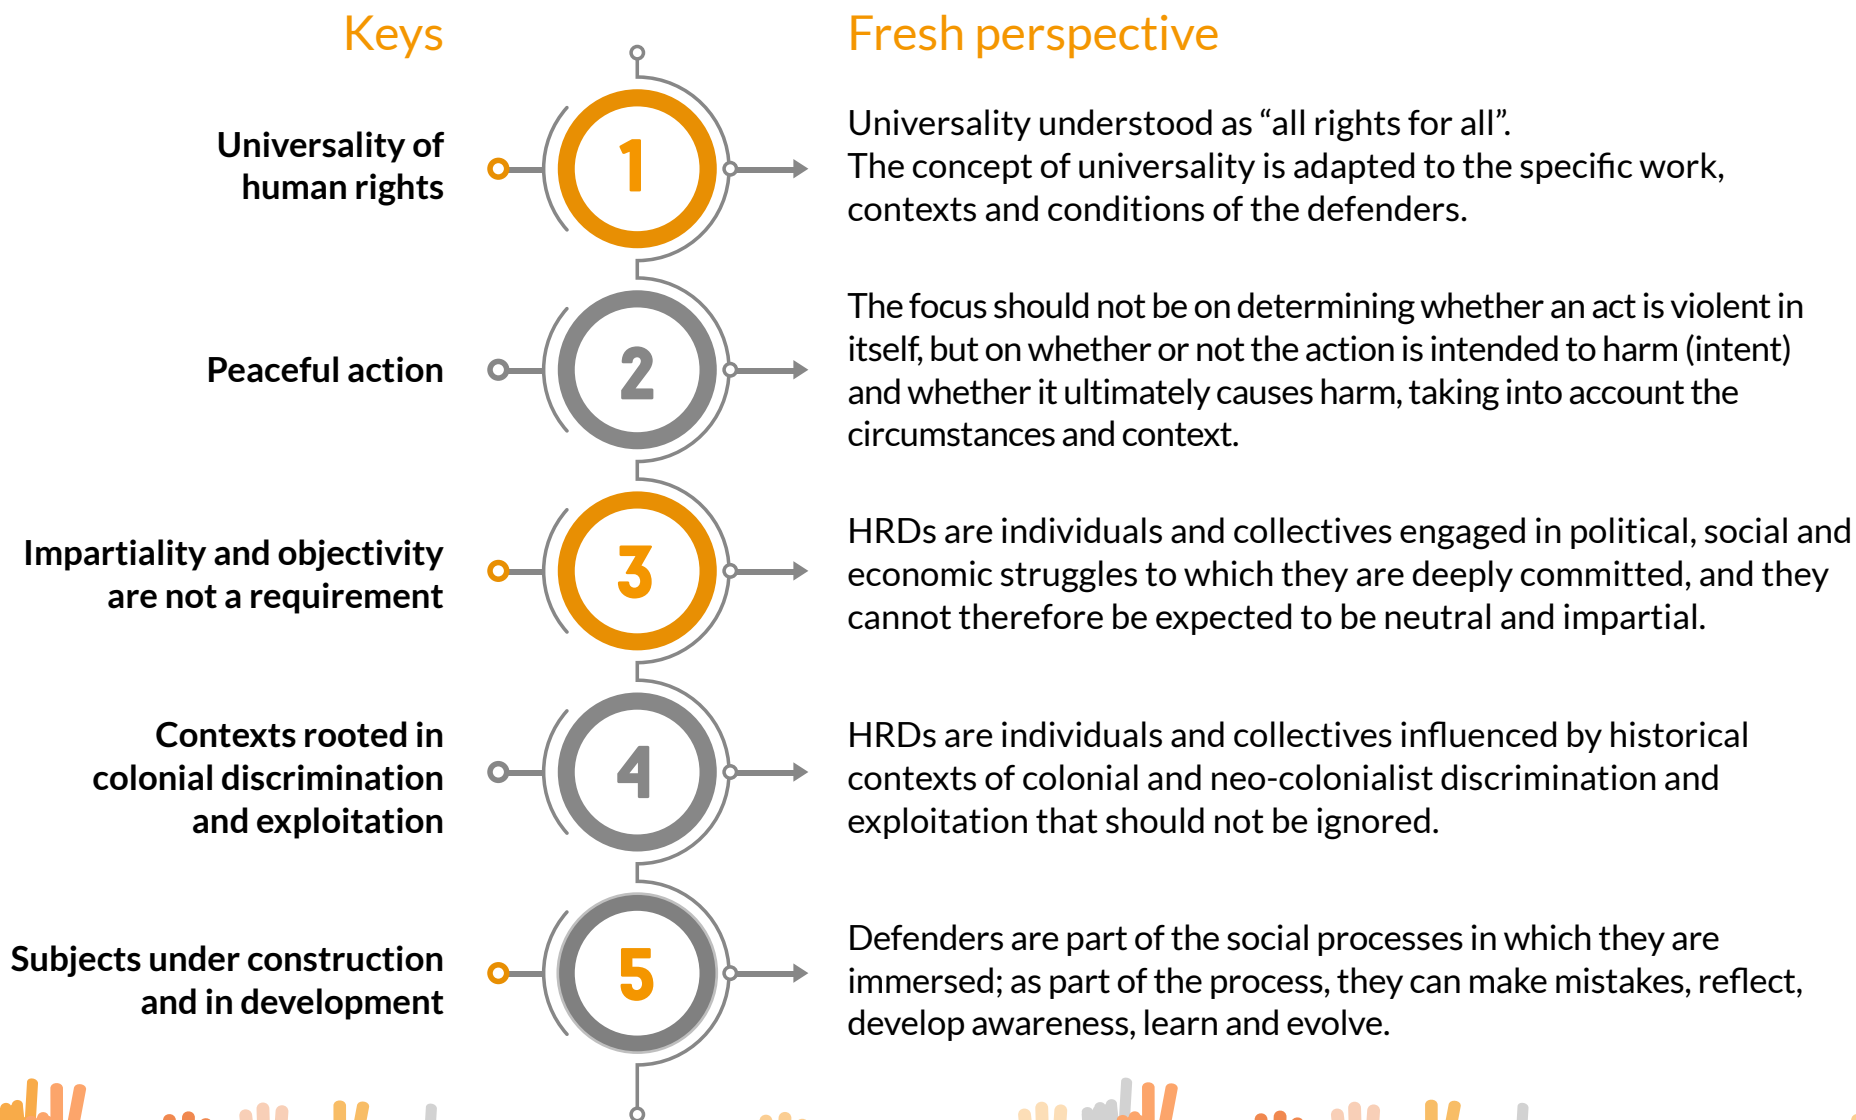 Keys
Fresh perspective
Universality of
human rights
1
Universality understood as “all rights for all”.
The concept of universality is adapted to the specific work,
contexts and conditions of the defenders.
Peaceful action
2
The focus should not be on determining whether an act is violent in
itself, but on whether or not the action is intended to harm (intent)
and whether it ultimately causes harm, taking into account the
circumstances and context.
Impartiality and objectivity
are not a requirement
3
HRDs are individuals and collectives engaged in political, social and
economic struggles to which they are deeply committed, and they
cannot therefore be expected to be neutral and impartial.
Contexts rooted in
colonial discrimination
and exploitation
4
HRDs are individuals and collectives influenced by historical
contexts of colonial and neo-colonialist discrimination and
exploitation that should not be ignored.
Subjects under construction
and in development
5
Defenders are part of the social processes in which they are
immersed; as part of the process, they can make mistakes, reflect,
develop awareness, learn and evolve.